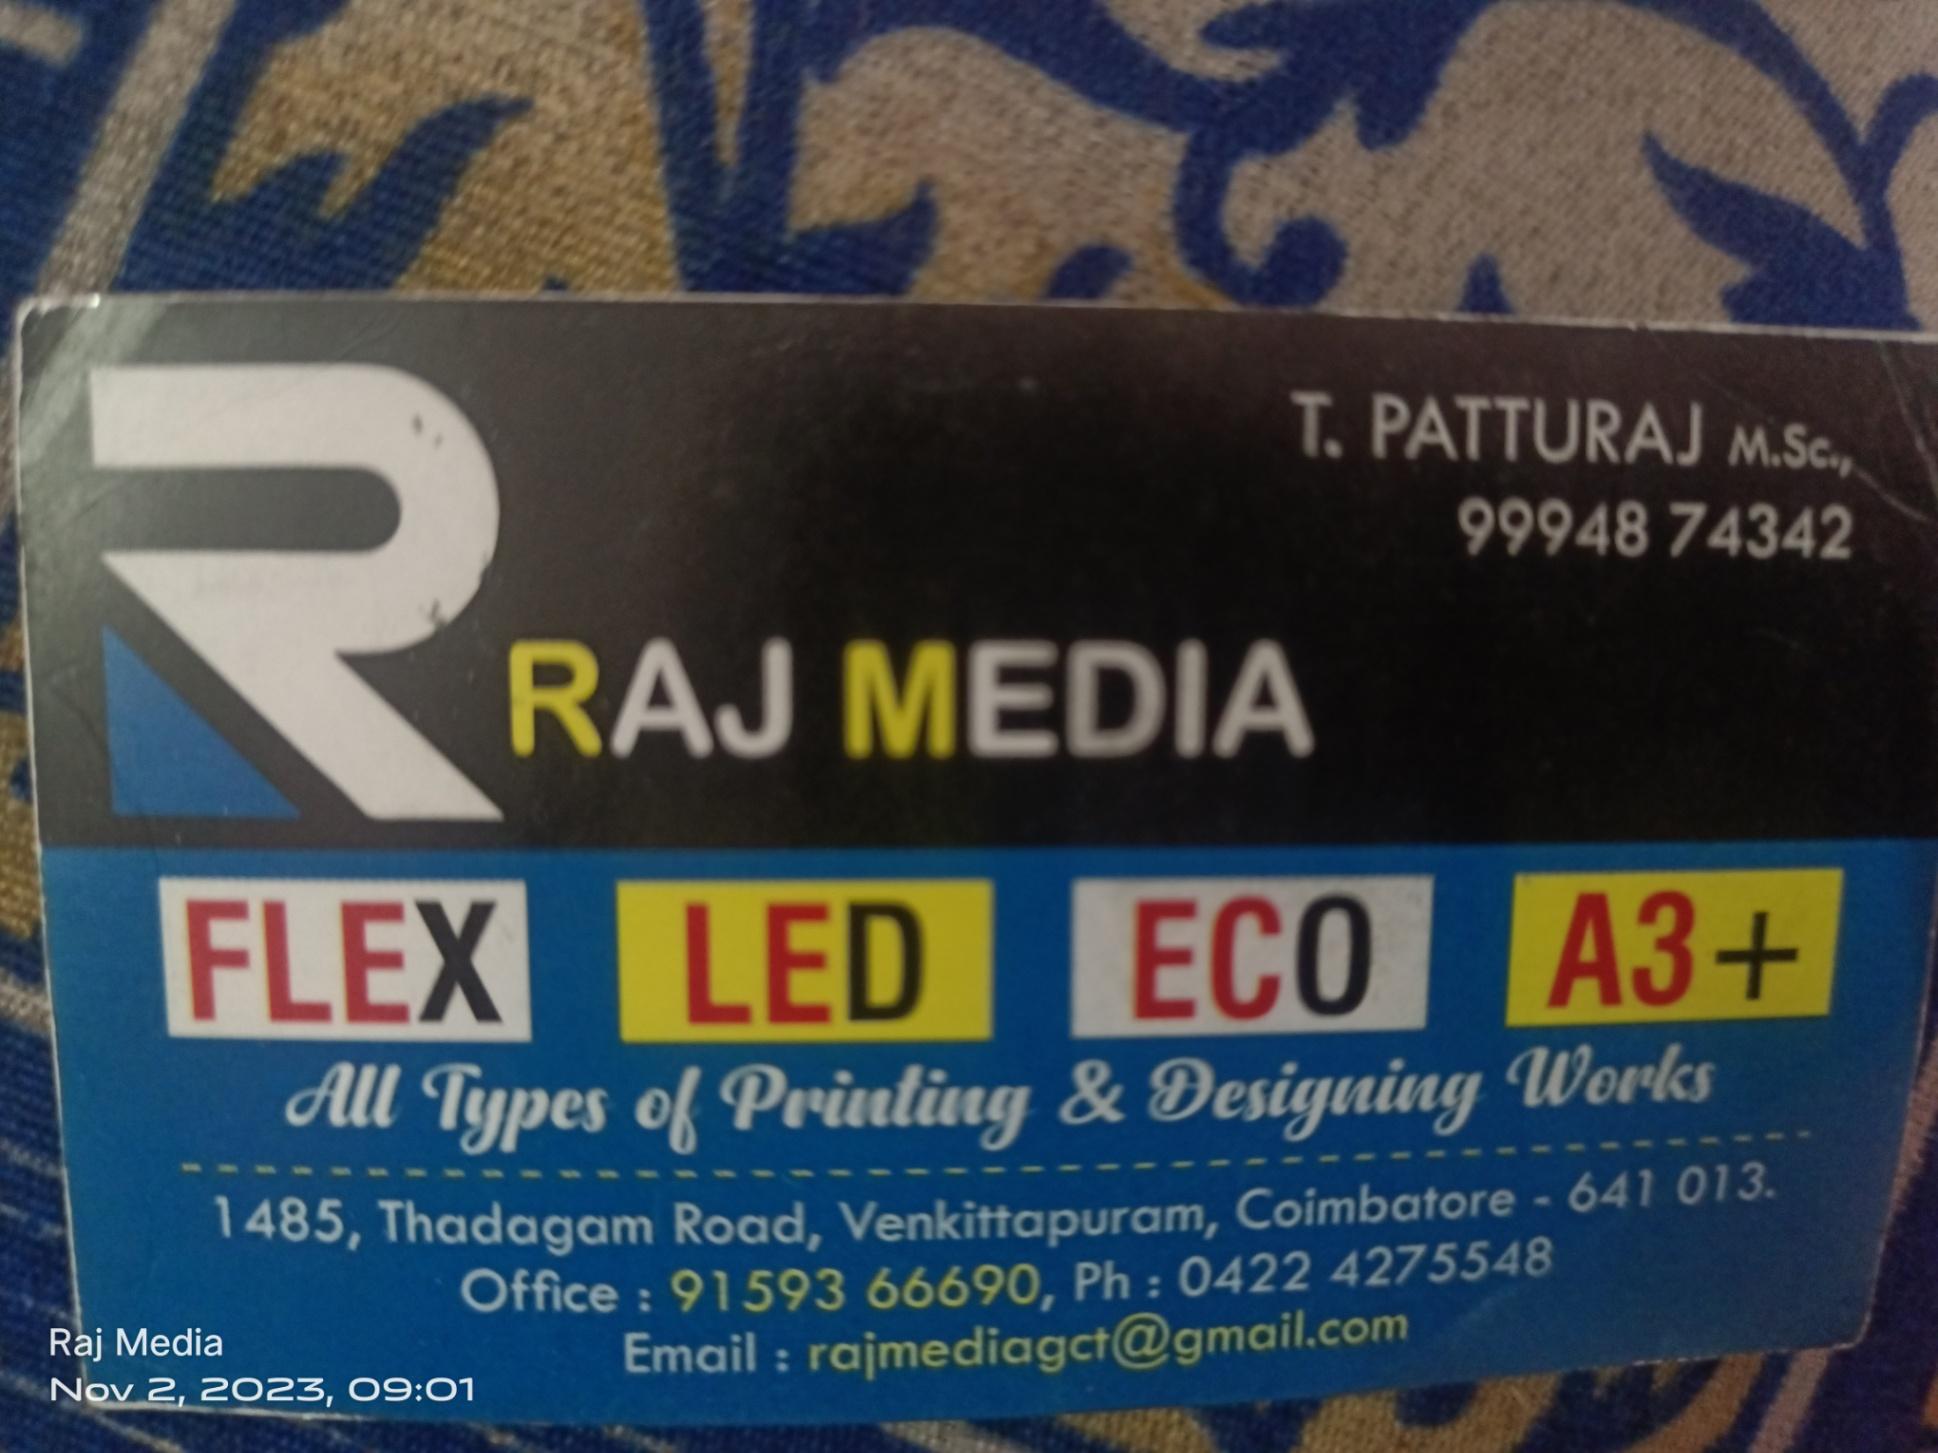 T. PATTURAJ M.Sc.,
99948 74342
RAJ MEDIA
FLEX LED ECO A3+
All Types of Printing & Designing Works
1485, Thadagam Road, Venkittapuram, Coimbatore - 641 013.
Office : 91593 66690, Ph : 0422 4275548
Email : rajmediagct@gmail.com
Raj Media
Nov 2, 2023, 09:01